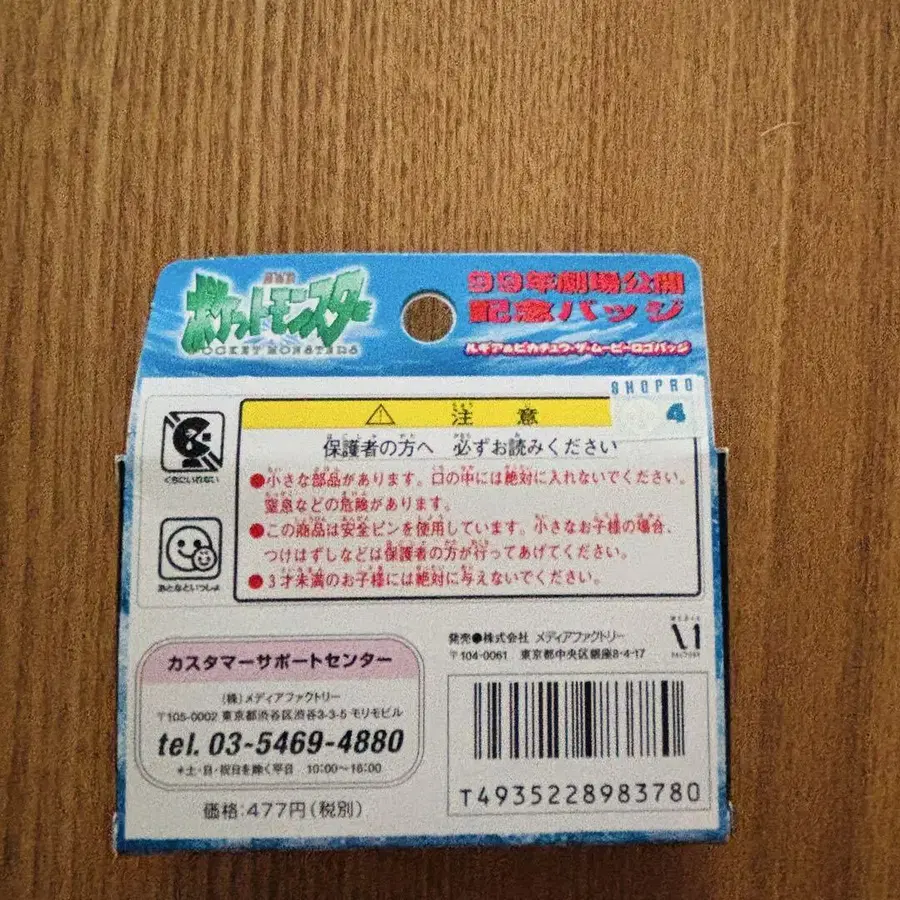 ポケットモンスター
POCKET MONSTERS
99年劇場公開
記念バッジ
ルギア&ピカチュウ・ザ・ムービーロゴバッジ
SHOPRO
4
注意
保護者の方へ 必ずお読みください
●小さな部品があります。口の中には絶対に入れないでください。
窒息などの危険があります。
●この商品は安全ピンを使用しています。小さなお子様の場合、
つけはずしなどは保護者の方が行ってあげてください。
●3才未満のお子様には絶対に与えないでください。
くちにいれない
おとなといっしょ
発売●株式会社 メディアファクトリー
〒104-0061 東京都中央区銀座8-4-17
MEDIA FACTORY
カスタマーサポートセンター
(株)メディアファクトリー
〒105-0002 東京都渋谷区渋谷3-3-5 モリモビル
tel. 03-5469-4880
*土・日・祝日を除く平日 10:00〜18:00
価格:477円(税別)
T4935228983780